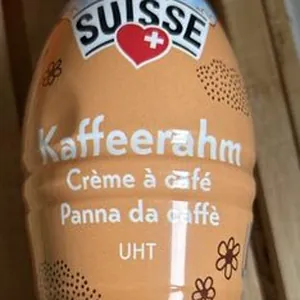 SUISSE
Kaffeerahm
Crème à café
Panna da caffè
UHT